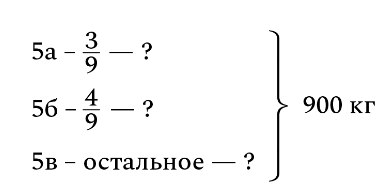 5а – 3/9 — ?
5б – 4/9 — ?
5в – остальное — ?
900 кг